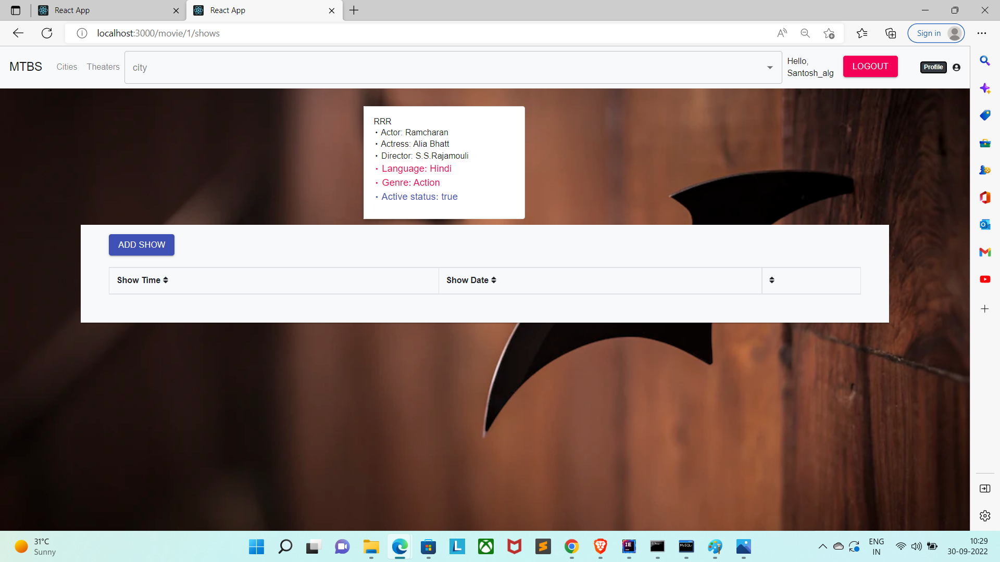 React App
React App
localhost:3000/movie/1/shows
Sign in
MTBS
Cities
Theaters
city
Hello,
Santosh_alg
LOGOUT
Profile
RRR
• Actor: Ramcharan
• Actress: Alia Bhatt
• Director: S.S.Rajamouli
• Language: Hindi
• Genre: Action
• Active status: true
ADD SHOW
Show Time
Show Date
31°C
Sunny
ENG
IN
10:29
30-09-2022